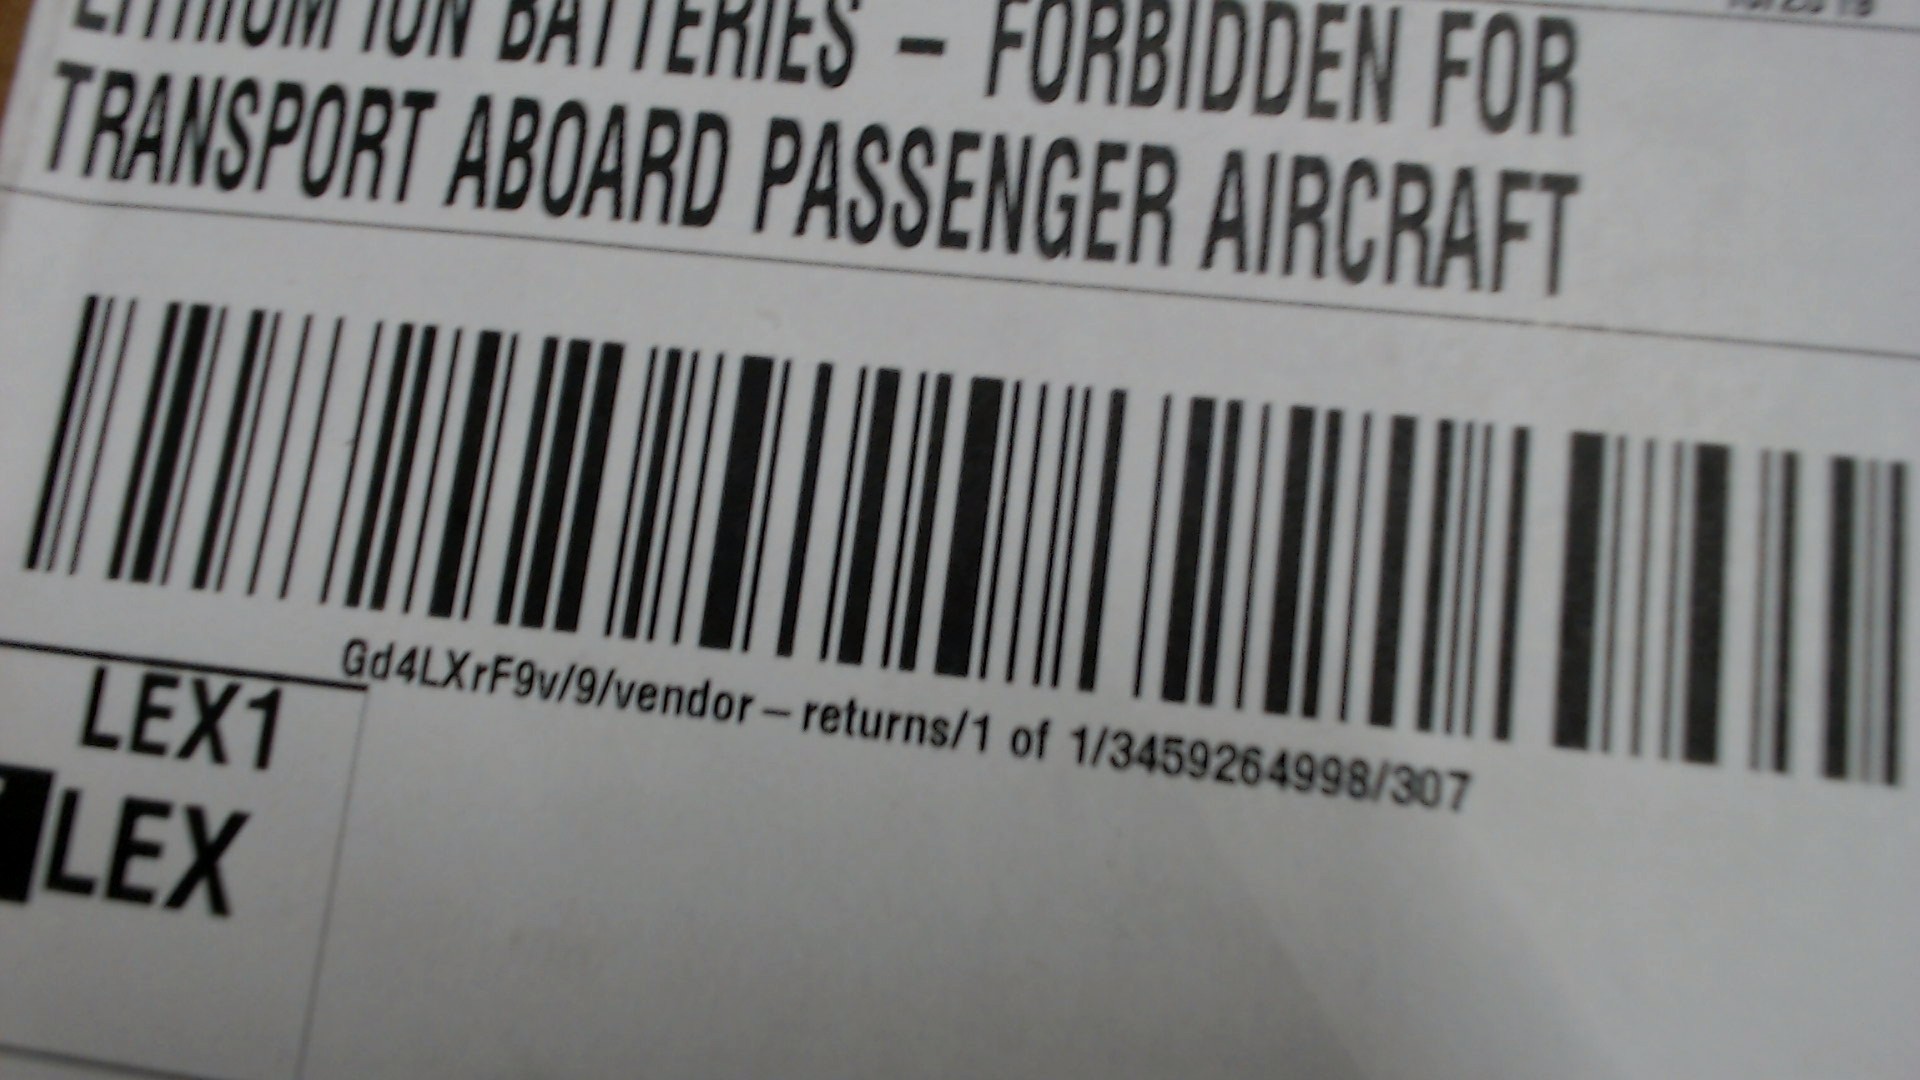 LITHIUM ION BATTERIES – FORBIDDEN FOR
TRANSPORT ABOARD PASSENGER AIRCRAFT
Gd4LXrF9v/9/vendor – returns/1 of 1/3459264998/307
LEX1
LEX